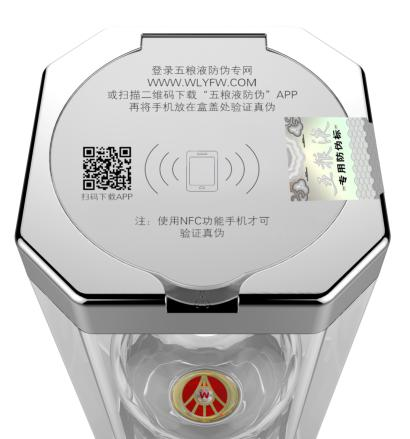 登录五粮液防伪专网
WWW.WLYFW.COM
或扫描二维码下载“五粮液防伪”APP
再将手机放在盒盖处验证真伪
扫码下载APP
五粮液
专用防伪标
注：使用NFC功能手机才可
验证真伪
W